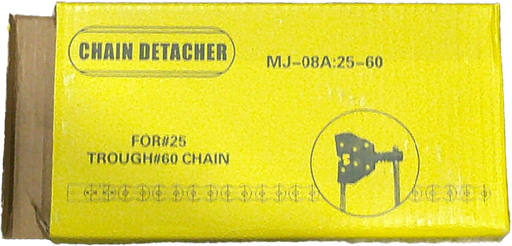 CHAIN DETACHER
MJ-08A:25-60
FOR#25
TROUGH#60 CHAIN